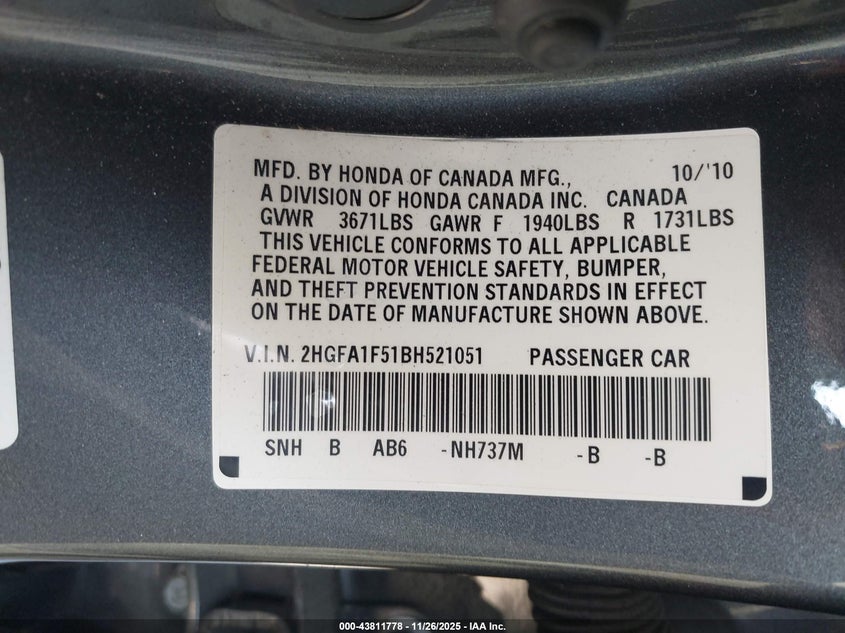 MFD. BY HONDA OF CANADA MFG., 10/'10
A DIVISION OF HONDA CANADA INC. CANADA
GVWR 3671LBS GAWR F 1940LBS R 1731LBS
THIS VEHICLE CONFORMS TO ALL APPLICABLE
FEDERAL MOTOR VEHICLE SAFETY, BUMPER,
AND THEFT PREVENTION STANDARDS IN EFFECT
ON THE DATE OF MANUFACTURE SHOWN ABOVE.
V.I.N. 2HGFA1F51BH521051 PASSENGER CAR
SNH B AB6 -NH737M -B -B
000-43811778 - 11/26/2025 - IAA Inc.